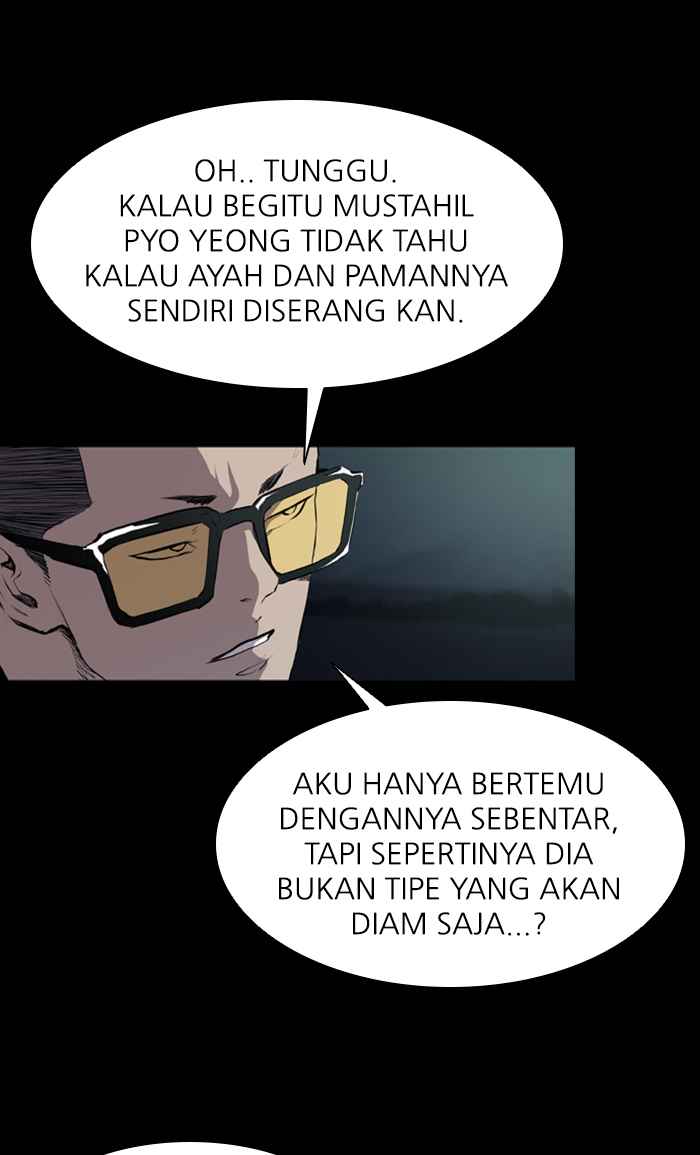 OH.. TUNGGU.
KALAU BEGITU MUSTAHIL
PYO YEONG TIDAK TAHU
KALAU AYAH DAN PAMANNYA
SENDIRI DISERANG KAN.
AKU HANYA BERTEMU
DENGANNYA SEBENTAR,
TAPI SEPERTINYA DIA
BUKAN TIPE YANG AKAN
DIAM SAJA...?